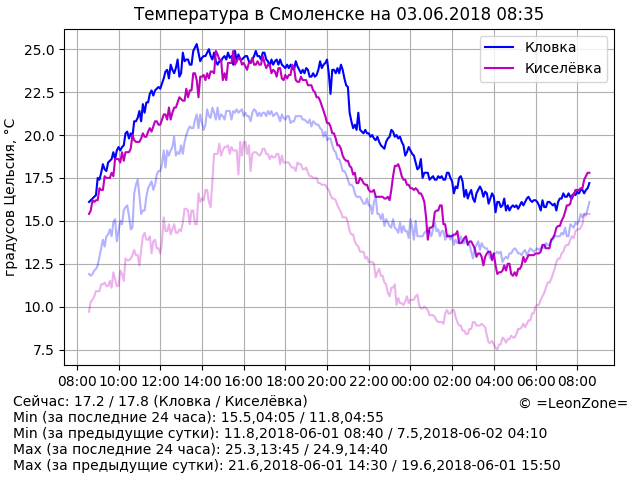 Температура в Смоленске на 03.06.2018 08:35
градусов Цельсия, °C
25.0
22.5
20.0
17.5
15.0
12.5
10.0
7.5
Кловка
Киселёвка
08:00 10:00 12:00 14:00 16:00 18:00 20:00 22:00 00:00 02:00 04:00 06:00 08:00
Сейчас: 17.2 / 17.8 (Кловка / Киселёвка)
© =LeonZone=
Min (за последние 24 часа): 15.5,04:05 / 11.8,04:55
Min (за предыдущие сутки): 11.8,2018-06-01 08:40 / 7.5,2018-06-02 04:10
Max (за последние 24 часа): 25.3,13:45 / 24.9,14:40
Max (за предыдущие сутки): 21.6,2018-06-01 14:30 / 19.6,2018-06-01 15:50